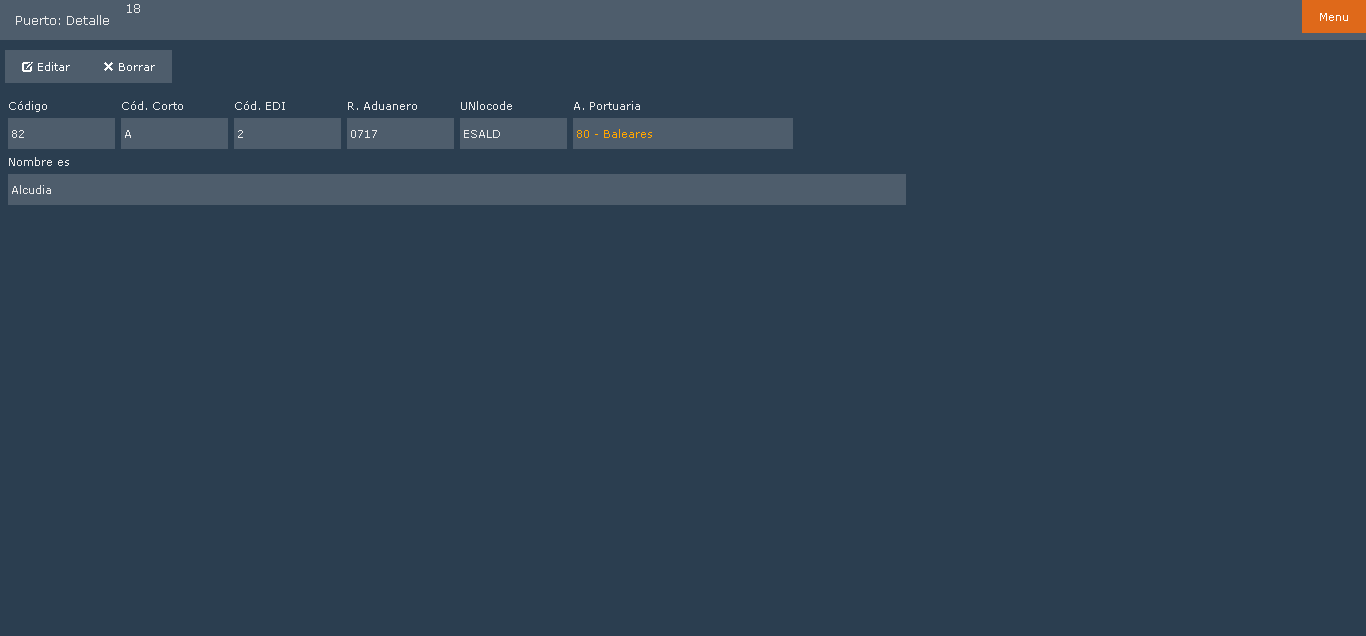 Puerto: Detalle 18 Menu
Editar Borrar
Código Cód. Corto Cód. EDI R. Aduanero UNlocode A. Portuaria
82 A 2 0717 ESALD 80 - Baleares
Nombre es
Alcudia